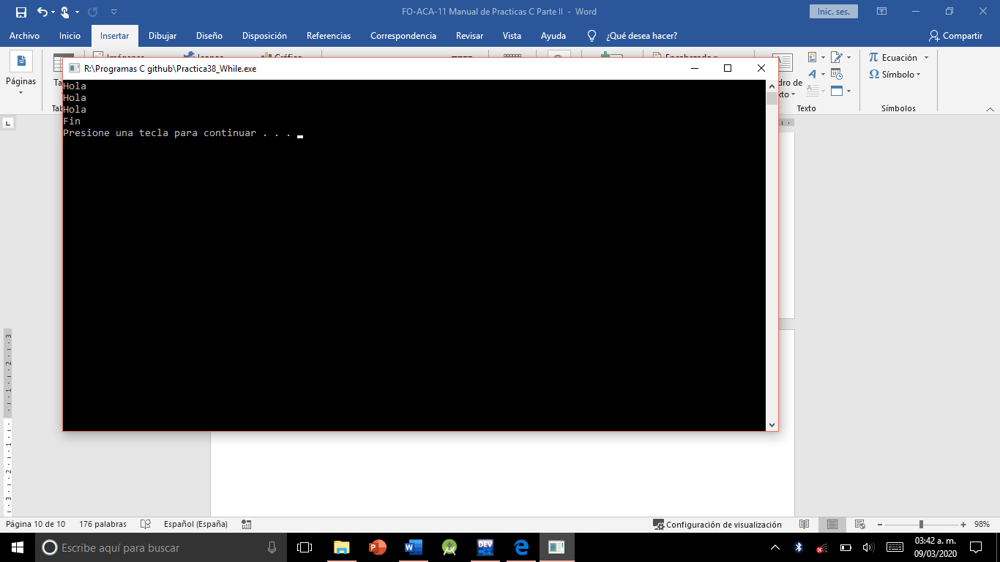 FO-ACA-11 Manual de Practicas C Parte II - Word
Inic. ses.
Archivo Inicio Insertar Dibujar Diseño Disposición Referencias Correspondencia Revisar Vista Ayuda ¿Qué desea hacer? Compartir
Páginas
Ecuación
Símbolo
Texto
Símbolos
R:\Programas C github\Practica38_While.exe
Hola
Hola
Hola
Fin
Presione una tecla para continuar . . .
Página 10 de 10 176 palabras Español (España) Configuración de visualización 98%
Escribe aquí para buscar
03:42 a. m.
09/03/2020